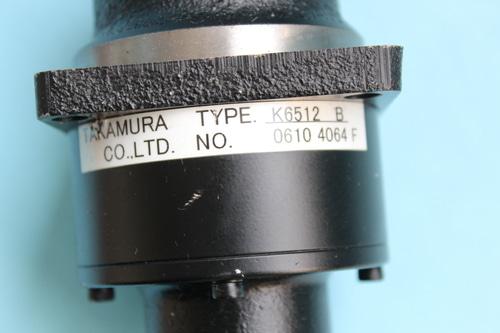 TAKAMURA TYPE. K6512 B
CO.,LTD. NO. 0610 4064 F